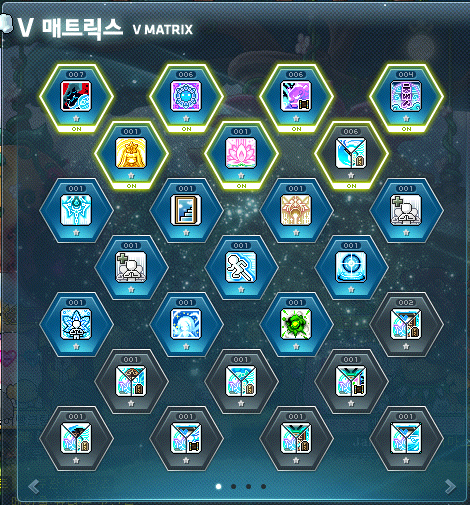 V 매트릭스 V MATRIX
007 006 006 004
ON ON ON ON
001 001 006
ON ON ON
001 001 001 001
001 001 001
001 001 001 002
001 001 001
001 001 001 001